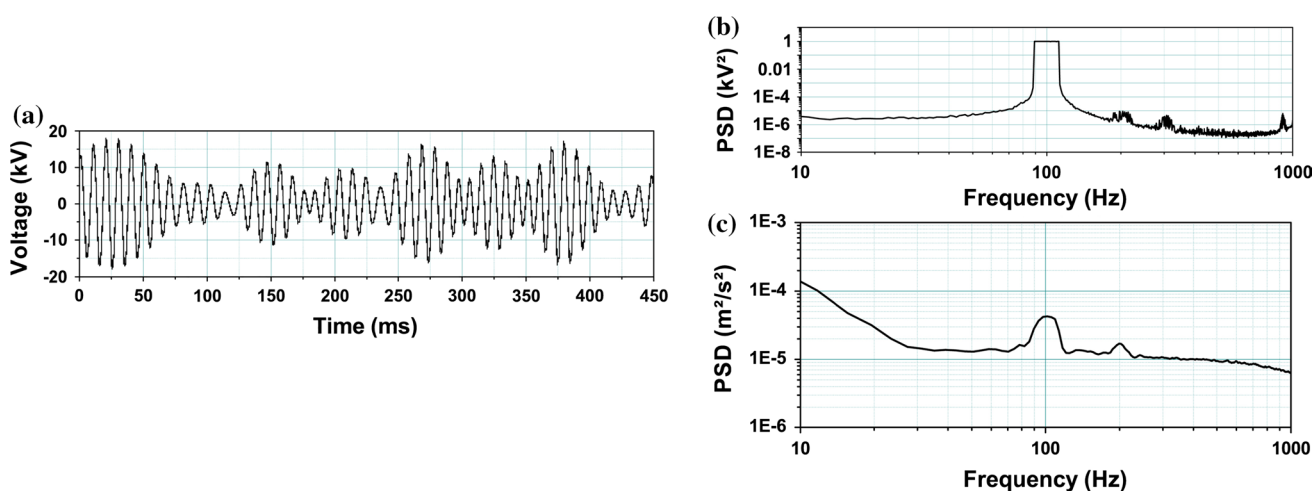 (a)
Voltage (kV)
20
10
0
-10
-20
0 50 100 150 200 250 300 350 400 450
Time (ms)
(b)
PSD (kV²)
1
0.01
1E-4
1E-6
1E-8
10 100 1000
Frequency (Hz)
(c)
PSD (m²/s²)
1E-3
1E-4
1E-5
1E-6
10 100 1000
Frequency (Hz)